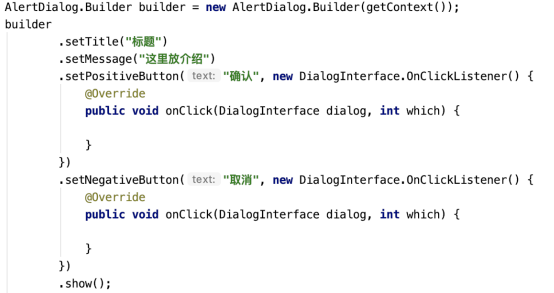 AlertDialog.Builder builder = new AlertDialog.Builder(getContext());
builder
        .setTitle("标题")
        .setMessage("这里放介绍")
        .setPositiveButton( text: "确认", new DialogInterface.OnClickListener() {
            @Override
            public void onClick(DialogInterface dialog, int which) {

            }
        })
        .setNegativeButton( text: "取消", new DialogInterface.OnClickListener() {
            @Override
            public void onClick(DialogInterface dialog, int which) {

            }
        })
        .show();